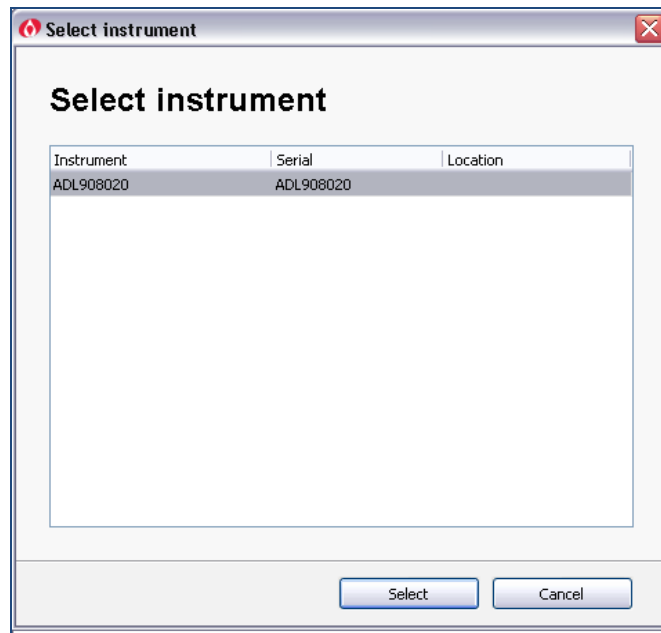 Select instrument
Select instrument
Instrument Serial Location
ADL908020 ADL908020
Select Cancel